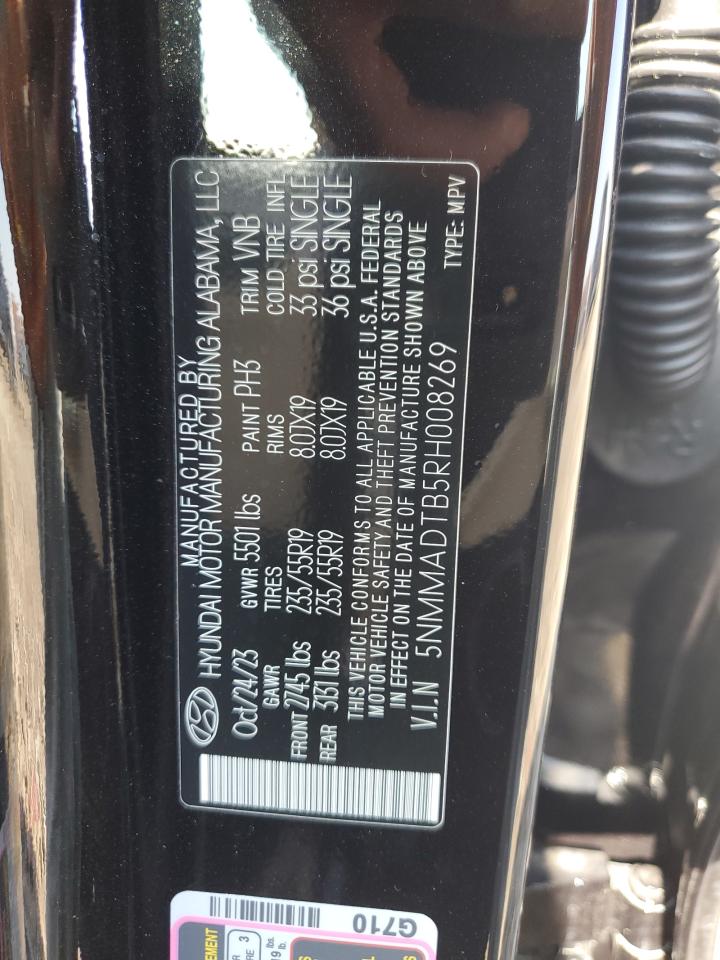 MANUFACTURED BY
HYUNDAI MOTOR MANUFACTURING ALABAMA, LLC
Oct/24/23 GVWR 5501 lbs PAINT PH3 TRIM VNB
GAWR TIRES RIMS COLD TIRE INFL
FRONT 2745 lbs 235/55R19 8.0JX19 33 psi SINGLE
REAR 3131 lbs 235/55R19 8.0JX19 36 psi SINGLE
THIS VEHICLE CONFORMS TO ALL APPLICABLE U.S.A. FEDERAL
MOTOR VEHICLE SAFETY AND THEFT PREVENTION STANDARDS
IN EFFECT ON THE DATE OF MANUFACTURE SHOWN ABOVE
V.I.N 5NMMADTB5RH008269 TYPE: MPV
G710